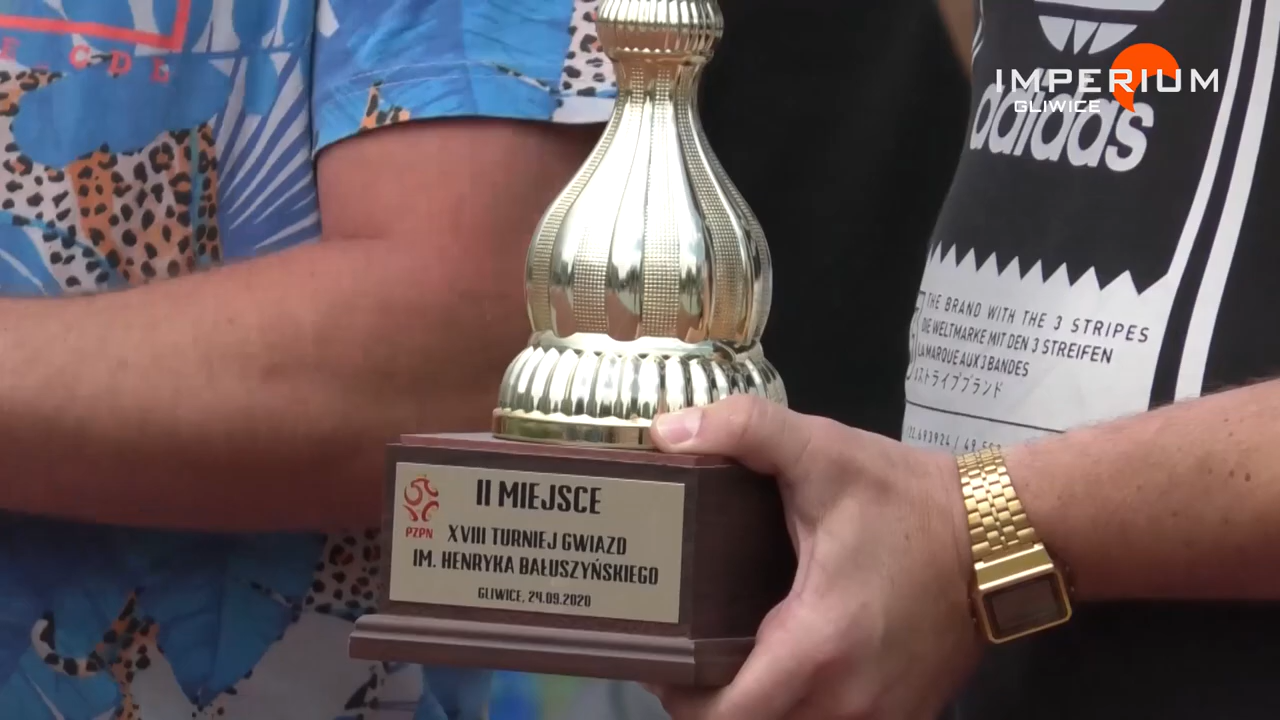 IMPERIUM
GLIWICE
adidas
THE BRAND WITH THE 3 STRIPES
DIE WELTMARKE MIT DEN 3 STREIFEN
LA MARQUE AUX 3 BANDES
ストライプブランド
II MIEJSCE
PZPN
XVIII TURNIEJ GWIAZD
IM. HENRYKA BAŁUSZYŃSKIEGO
GLIWICE, 24.09.2020